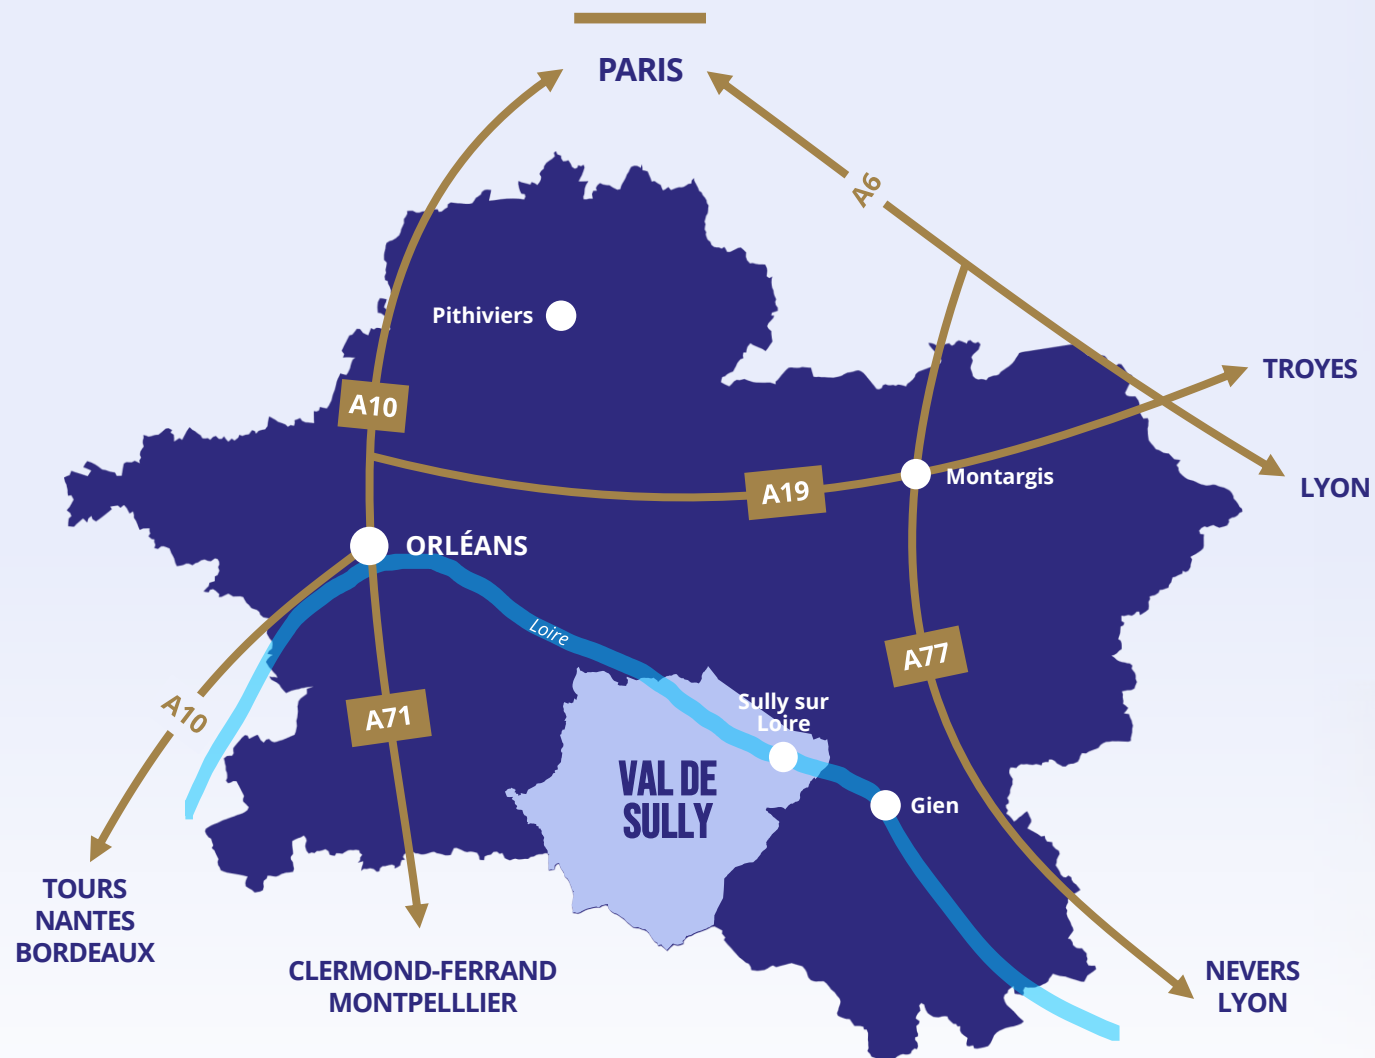 PARIS
A6
Pithiviers
TROYES
A10
Montargis
LYON
A19
ORLÉANS
Loire
A77
Sully sur
Loire
A10
A71
VAL DE
SULLY
Gien
TOURS
NANTES
BORDEAUX
CLERMOND-FERRAND
MONTPELLLIER
NEVERS
LYON